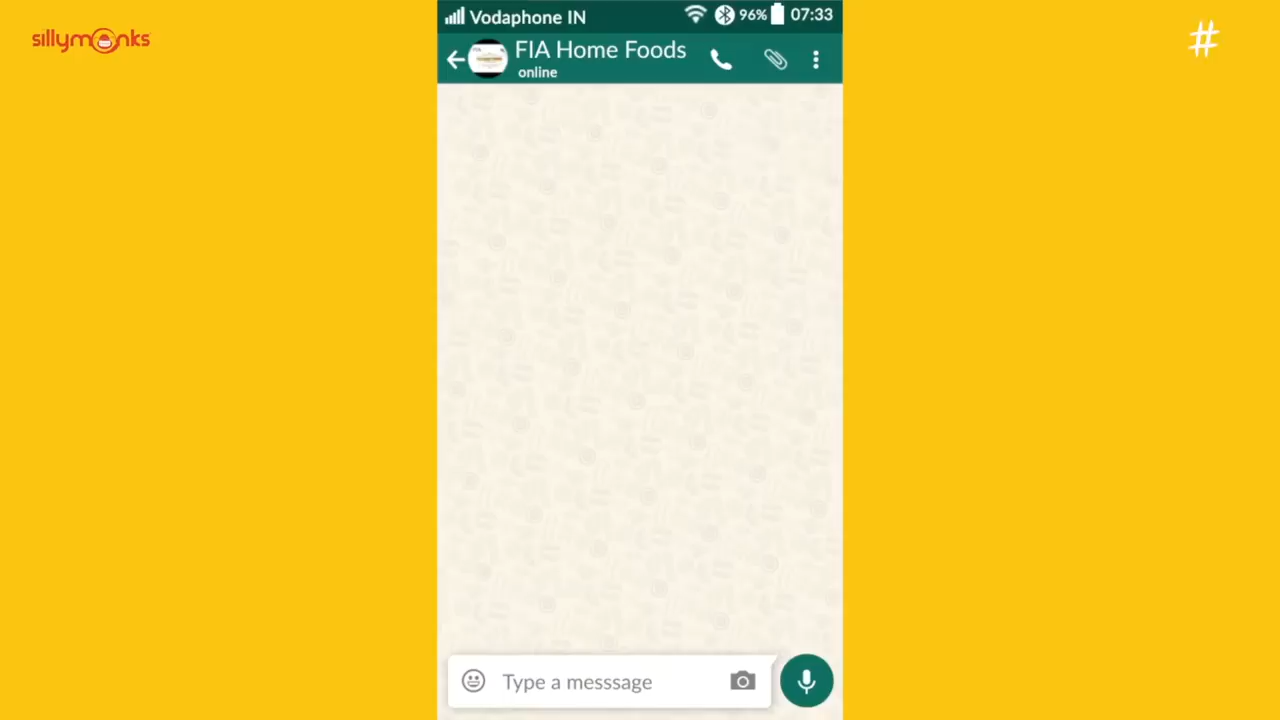 sillymonks
#
Vodaphone IN 96% 07:33
FIA Home Foods
online
Type a messsage